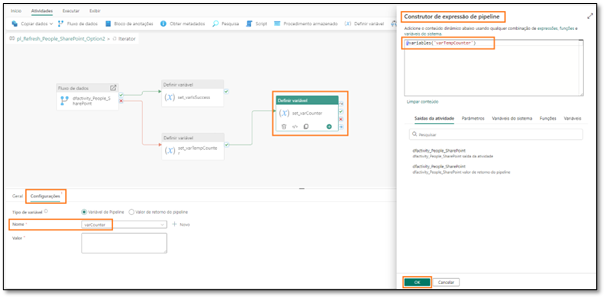 Início Atividades Executar Exibir
Copiar dados Fluxo de dados Bloco de anotações Obter metadados Pesquisa Script Procedimento armazenado Definir variável
pl_Refresh_People_SharePoint_Option2 > Iterator
Fluxo de dados
dfactivity_People_S
harePoint
Definir variável
set_varIsSuccess
Definir variável
set_varTempCounte
r
Definir variável
set_varCounter
Geral Configurações
Tipo de variável Variável de Pipeline Valor de retorno do pipeline
Nome * varCounter Novo
Valor *
Construtor de expressão de pipeline
Adicione o conteúdo dinâmico abaixo usando qualquer combinação de expressões, funções e
variáveis do sistema.
@variables('varTempCounter')
Limpar conteúdo
Saídas da atividade Parâmetros Variáveis do sistema Funções Variáveis
Pesquisar
dfactivity_People_SharePoint
dfactivity_People_SharePoint saída da atividade
dfactivity_People_SharePoint
dfactivity_People_SharePoint valor de retorno do pipeline
OK Cancelar